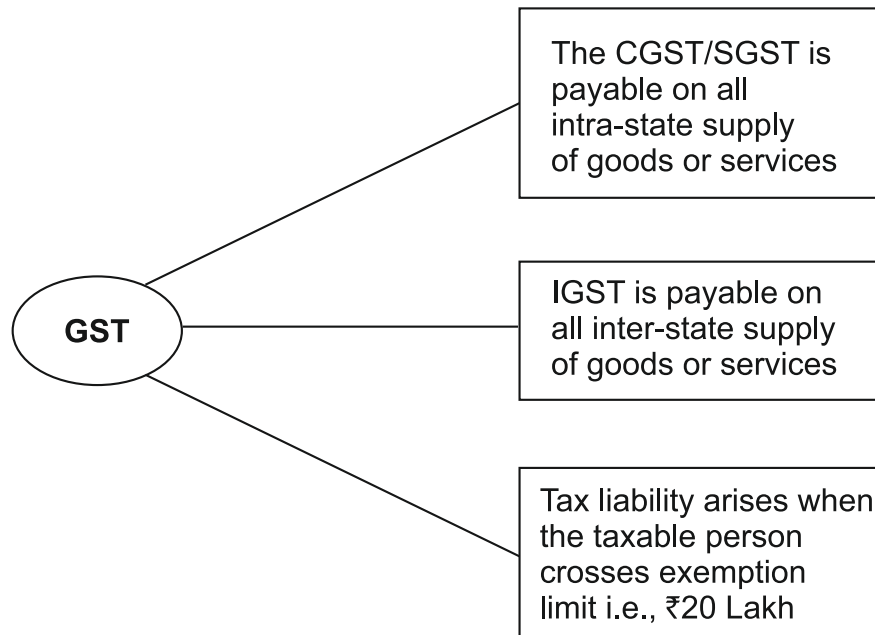 The CGST/SGST is
payable on all
intra-state supply
of goods or services
GST
IGST is payable on
all inter-state supply
of goods or services
Tax liability arises when
the taxable person
crosses exemption
limit i.e., ₹20 Lakh